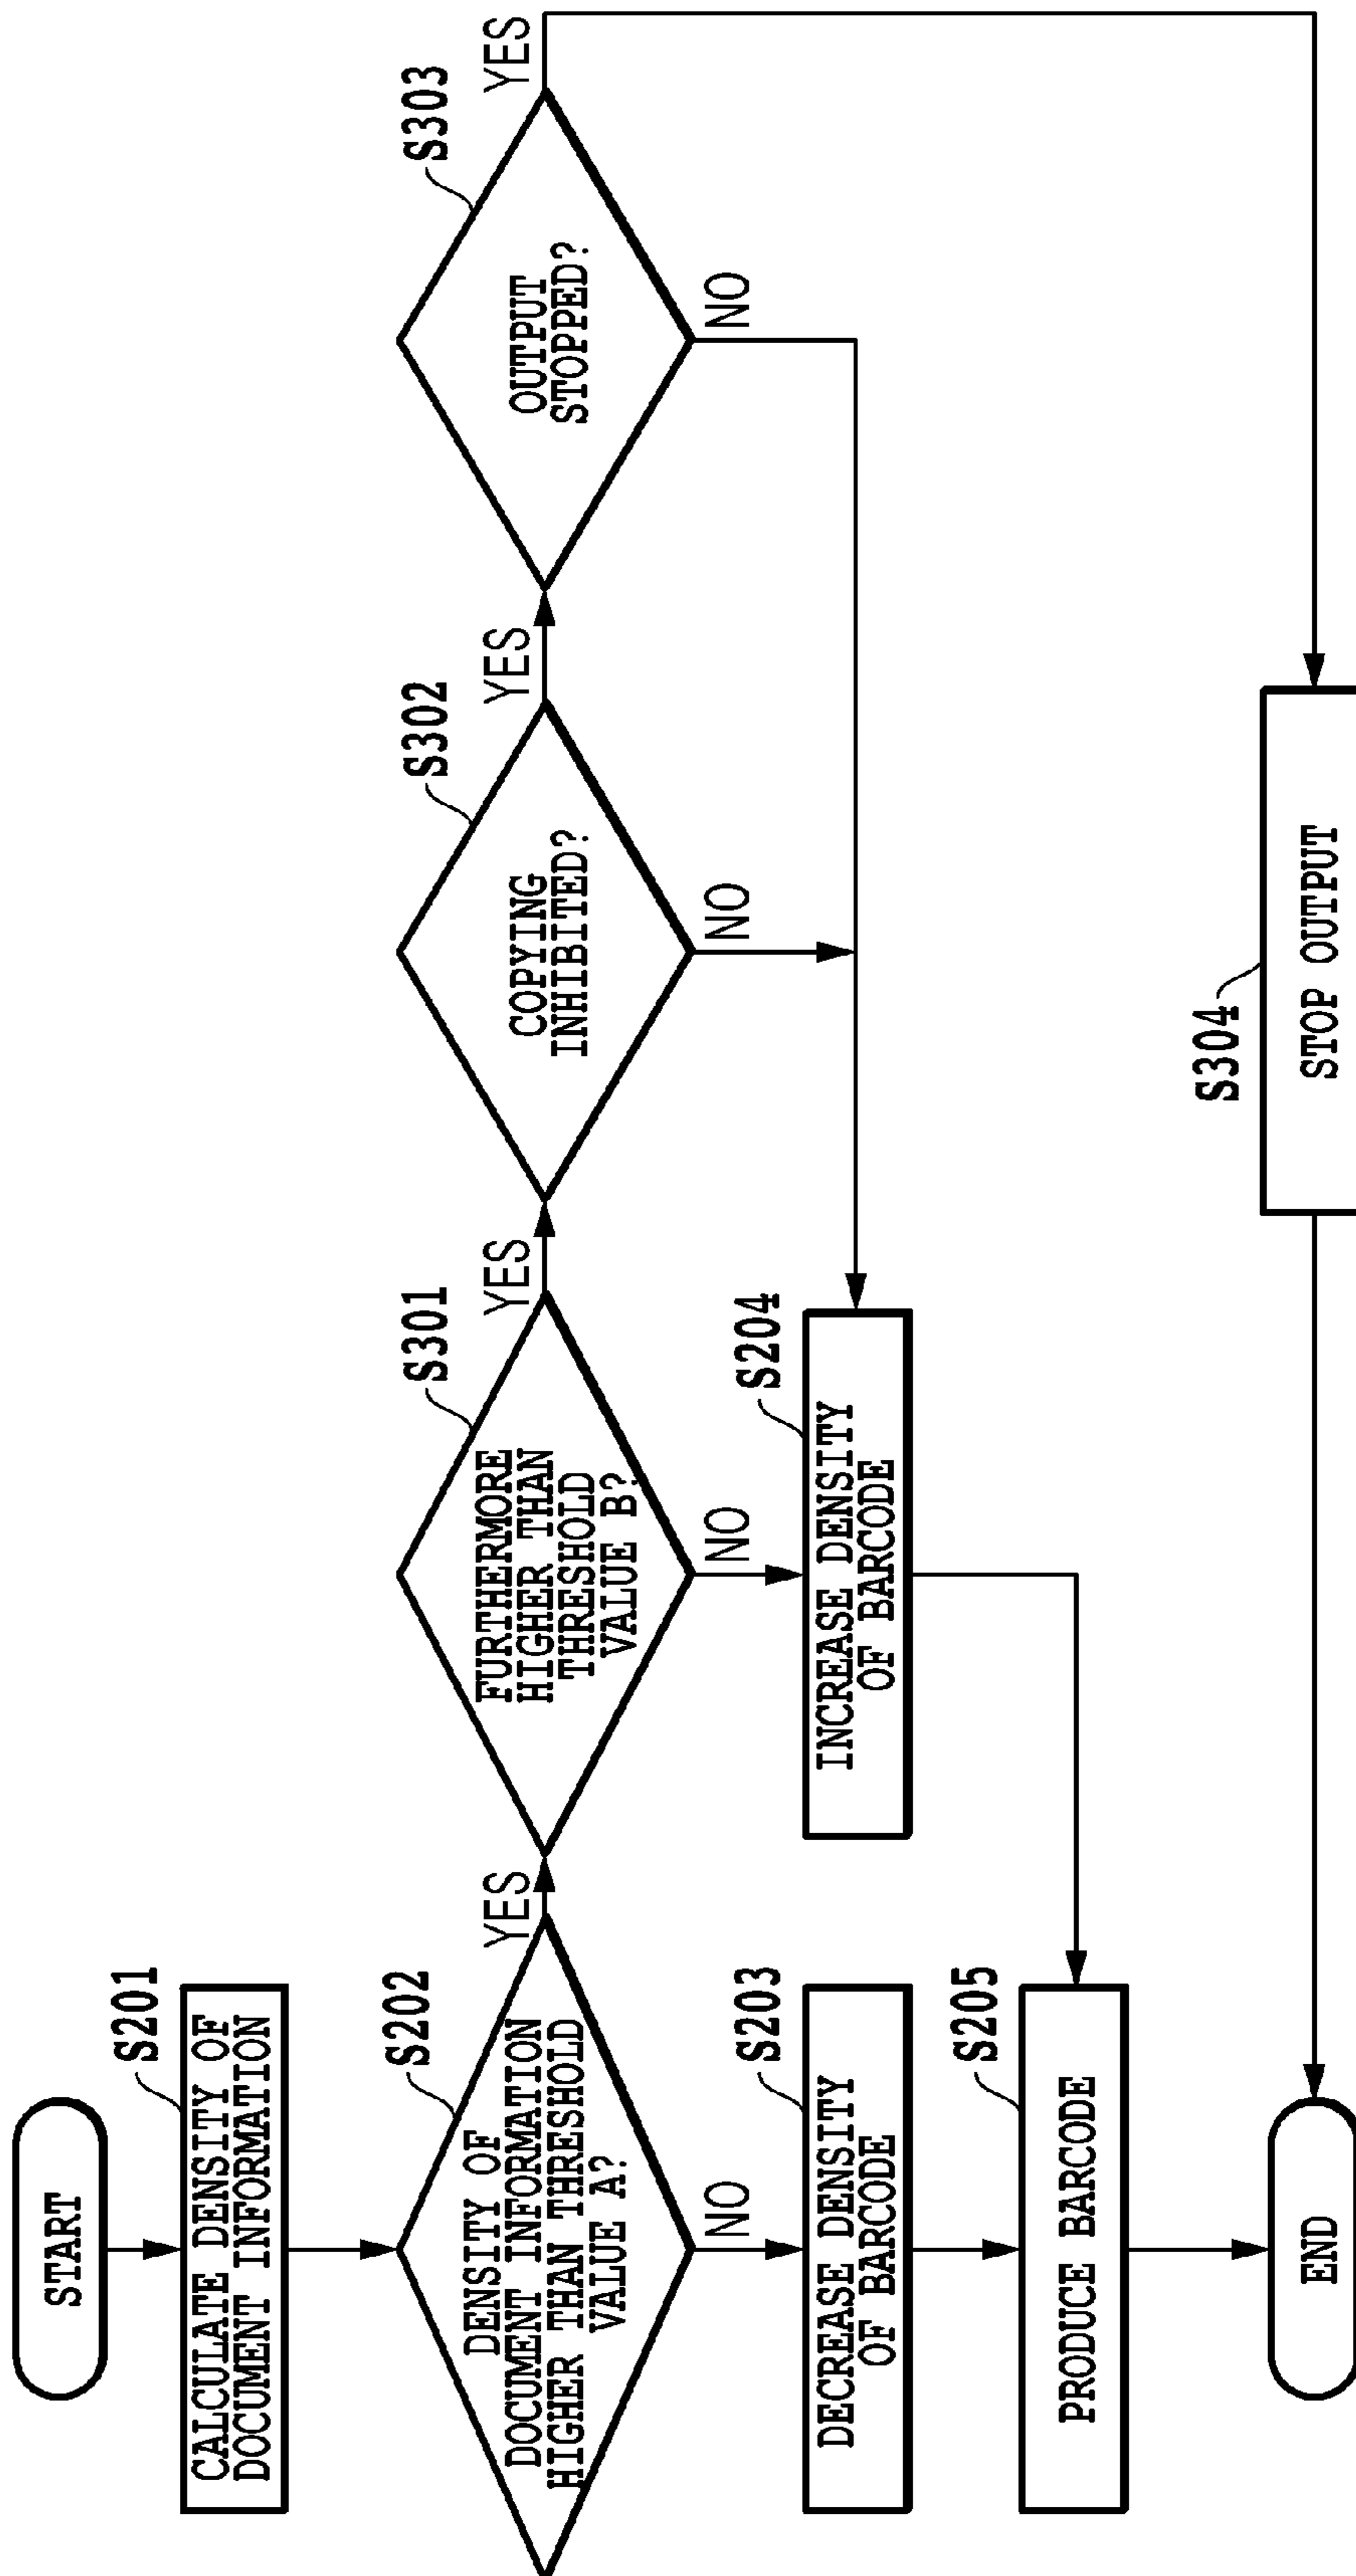 START
S201
CALCULATE DENSITY OF
DOCUMENT INFORMATION
S202
DENSITY OF
DOCUMENT INFORMATION
HIGHER THAN THRESHOLD
VALUE A?
YES
NO
S301
FURTHERMORE
HIGHER THAN
THRESHOLD
VALUE B?
YES
NO
S302
COPYING
INHIBITED?
YES
NO
S303
OUTPUT
STOPPED?
YES
NO
S203
DECREASE DENSITY
OF BARCODE
S204
INCREASE DENSITY
OF BARCODE
S205
PRODUCE BARCODE
S304
STOP OUTPUT
END